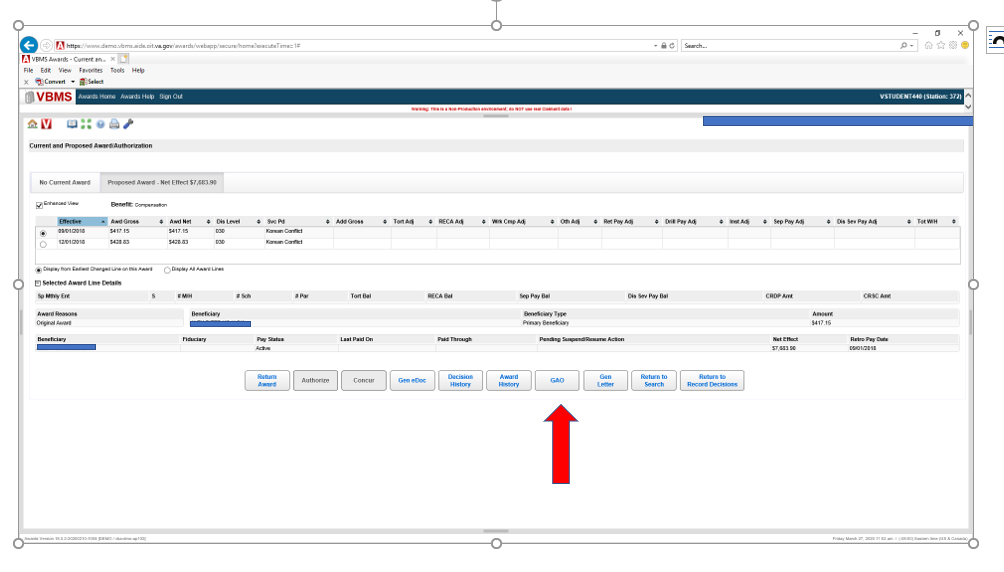 https://www.demo.vbms.aide.oit.va.gov/awards/webapp/secure/home?executeTime=1#
Search...
VBMS Awards - Current an...
File Edit View Favorites Tools Help
Convert Select
VBMS Awards Home Awards Help Sign Out VSTUDENT440 (Station: 372)
Warning: This is a Non-Production environment, do NOT use real Claimant data!
Current and Proposed Award/Authorization
No Current Award Proposed Award - Net Effect $7,683.90
Enhanced View Benefit: Compensation
Effective Awd Gross Awd Net Dis Level Svc Pd Add Gross Tort Adj RECA Adj Wrk Cmp Adj Oth Adj Ret Pay Adj Drill Pay Adj Inst Adj Sep Pay Adj Dis Sev Pay Adj Tot W/H
09/01/2018 $417.15 $417.15 030 Korean Conflict
12/01/2018 $428.83 $428.83 030 Korean Conflict
Display from Earliest Changed Line on this Award Display All Award Lines
Selected Award Line Details
Sp Mthly Ent S # M/H # Sch # Par Tort Bal RECA Bal Sep Pay Bal Dis Sev Pay Bal CRDP Amt CRSC Amt
Award Reasons Beneficiary Beneficiary Type Amount
Original Award Primary Beneficiary $417.15
Beneficiary Fiduciary Pay Status Last Paid On Paid Through Pending Suspend/Resume Action Net Effect Retro Pay Date
Active $7,683.90 09/01/2018
Return Award Authorize Concur Gen eDoc Decision History Award History GAO Gen Letter Return to Search Return to Record Decisions